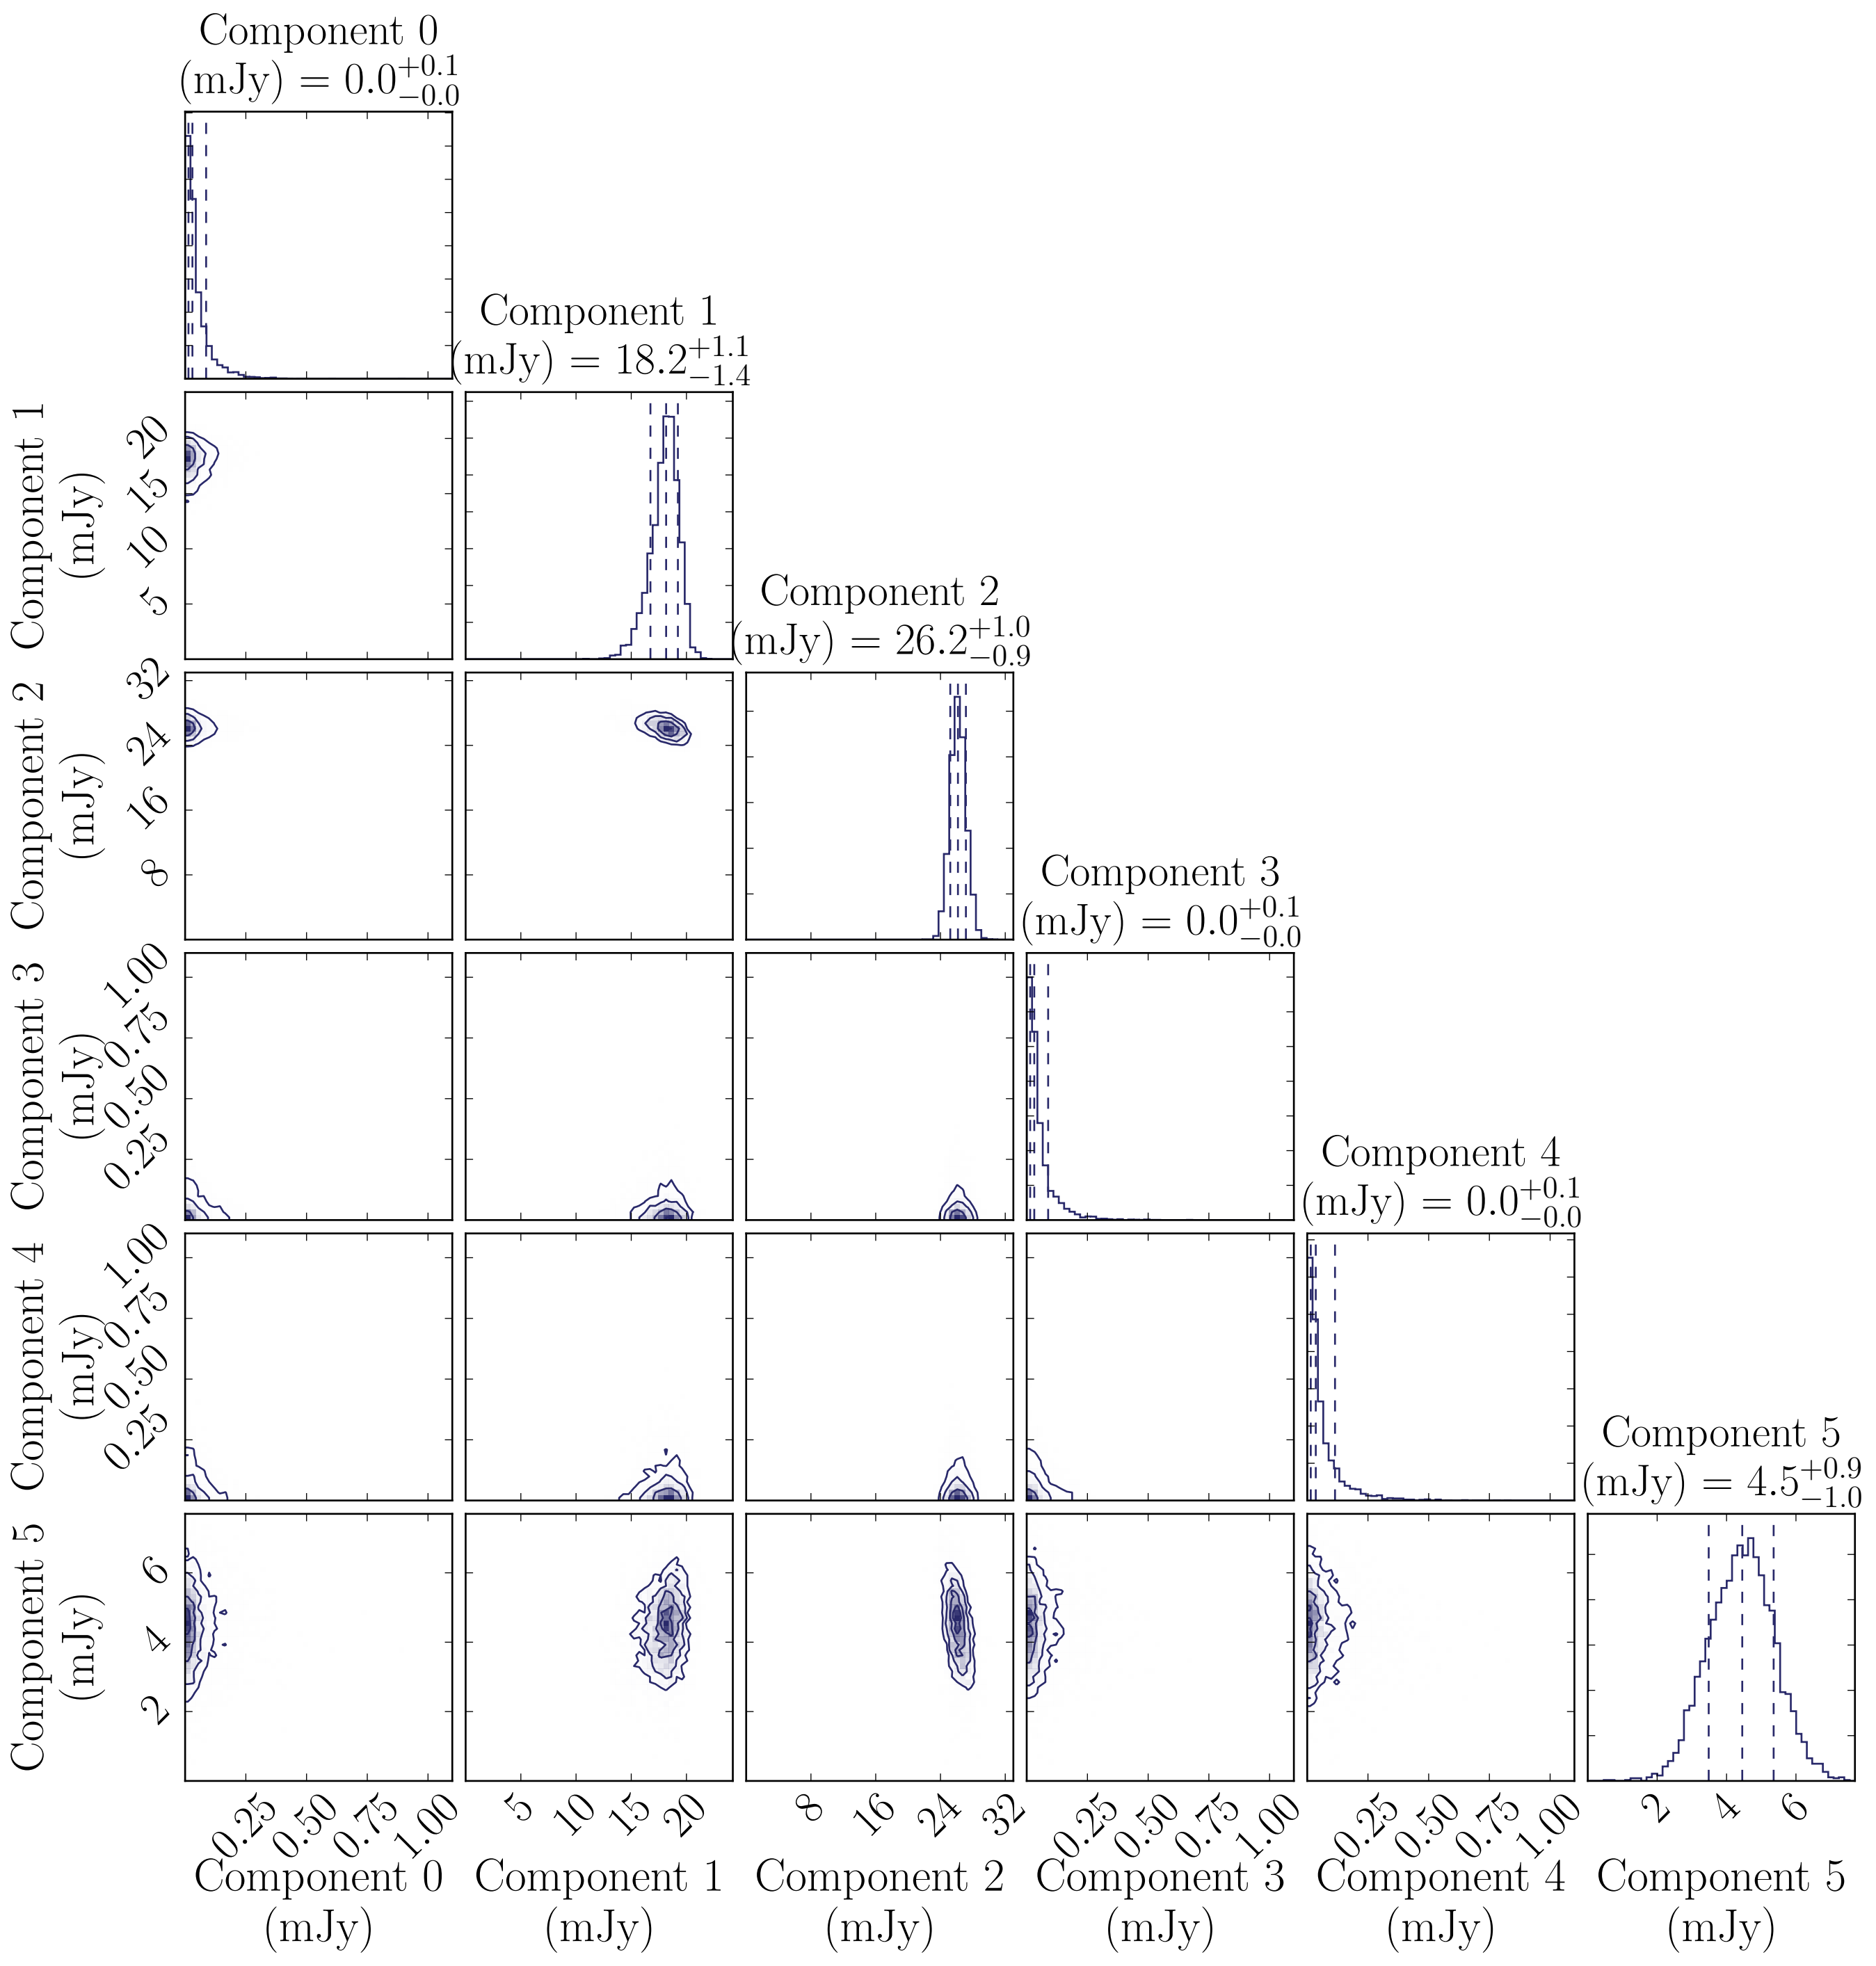 Component 0
(mJy) = 0.0+0.1−0.0
Component 1
(mJy) = 18.2+1.1−1.4
Component 2
(mJy) = 26.2+1.0−0.9
Component 3
(mJy) = 0.0+0.1−0.0
Component 4
(mJy) = 0.0+0.1−0.0
Component 5
(mJy) = 4.5+0.9−1.0
Component 1
(mJy)
20
15
10
5
Component 2
(mJy)
32
24
16
8
Component 3
(mJy)
1.00
0.75
0.50
0.25
Component 4
(mJy)
1.00
0.75
0.50
0.25
Component 5
(mJy)
6
4
2
0.25 0.50 0.75 1.00 5 10 15 20 8 16 24 32 0.25 0.50 0.75 1.00 0.25 0.50 0.75 1.00 2 4 6
Component 0 Component 1 Component 2 Component 3 Component 4 Component 5
(mJy) (mJy) (mJy) (mJy) (mJy) (mJy)